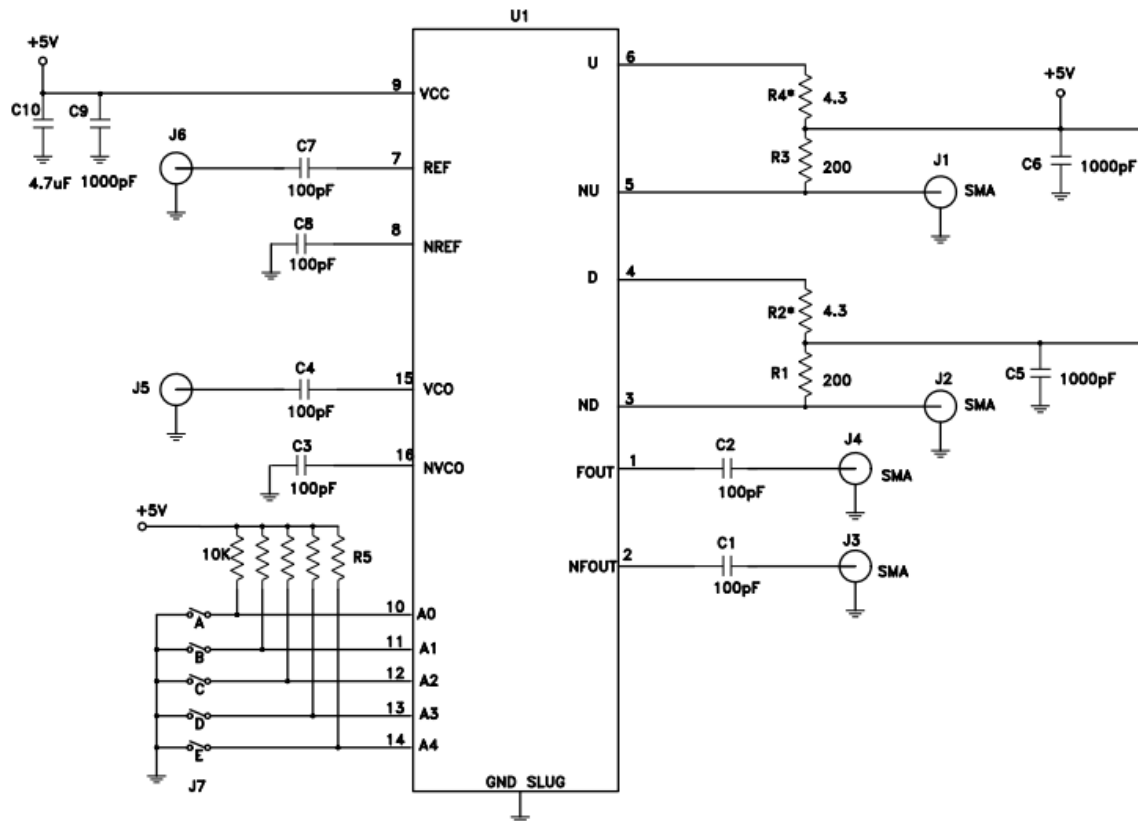 U1
+5V
C10
C9
4.7uF
1000pF
9
VCC
J6
C7
100pF
7
REF
C8
100pF
8
NREF
J5
C4
100pF
15
VCO
C3
100pF
16
NVCO
+5V
10K
R5
A
10
A0
B
11
A1
C
12
A2
D
13
A3
E
14
A4
J7
GND SLUG
U
6
R4*
4.3
+5V
R3
200
C6
1000pF
NU
5
J1
SMA
D
4
R2*
4.3
R1
200
C5
1000pF
ND
3
J2
SMA
FOUT
1
C2
100pF
J4
SMA
NFOUT
2
C1
100pF
J3
SMA